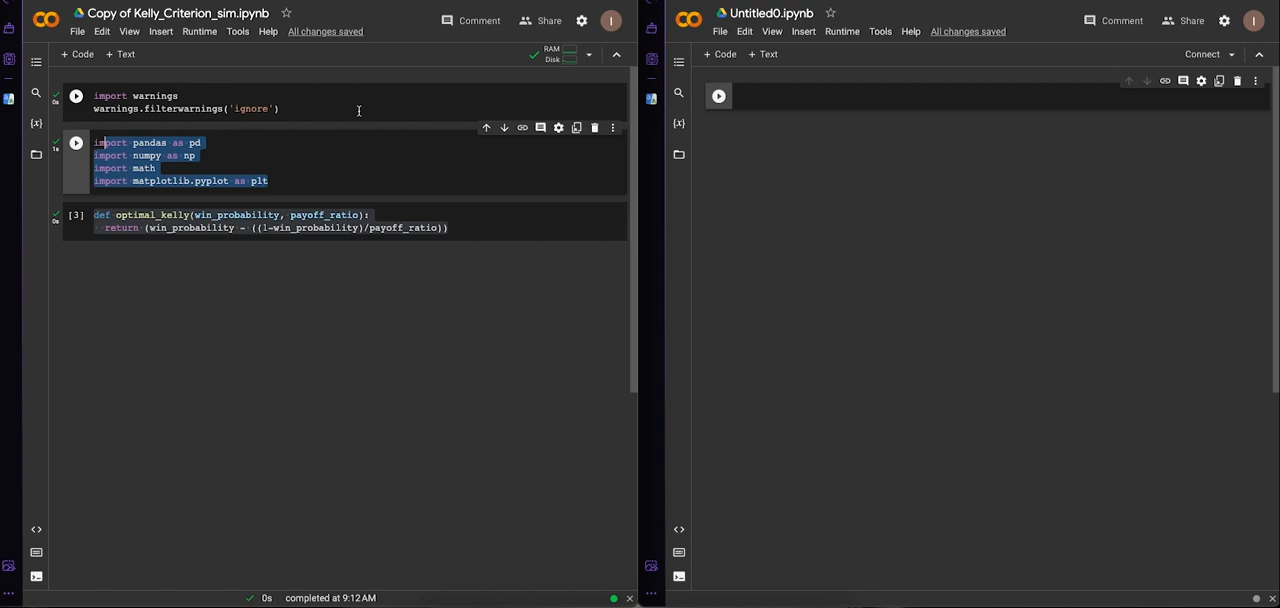 Copy of Kelly_Criterion_sim.ipynb
Comment
Share
I
File Edit View Insert Runtime Tools Help All changes saved
+ Code + Text
RAM
Disk
0s
import warnings
warnings.filterwarnings('ignore')
{x}
1s
import pandas as pd
import numpy as np
import math
import matplotlib.pyplot as plt
0s
[3]
def optimal_kelly(win_probability, payoff_ratio):
return (win_probability - ((1-win_probability)/payoff_ratio))
0s completed at 9:12 AM
Untitled0.ipynb
Comment
Share
I
File Edit View Insert Runtime Tools Help All changes saved
+ Code + Text
Connect
{x}